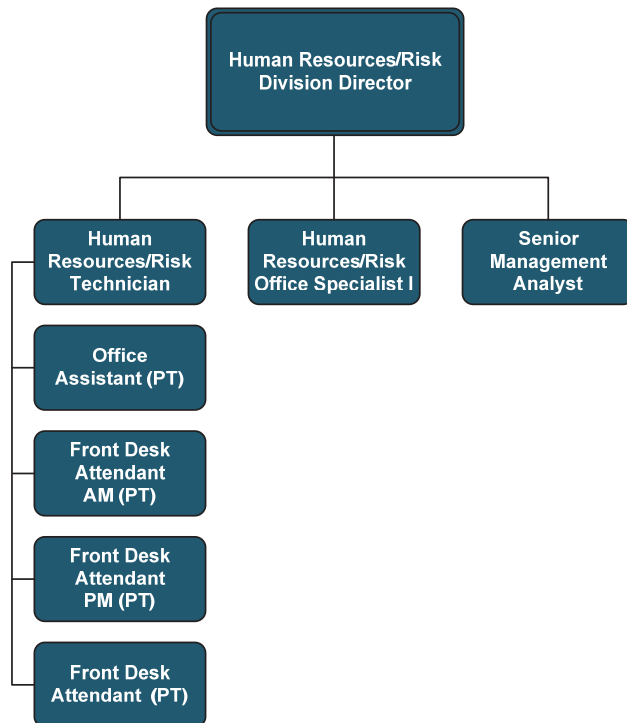 Human Resources/Risk
Division Director
Human
Resources/Risk
Technician
Human
Resources/Risk
Office Specialist I
Senior
Management
Analyst
Office
Assistant (PT)
Front Desk
Attendant
AM (PT)
Front Desk
Attendant
PM (PT)
Front Desk
Attendant (PT)